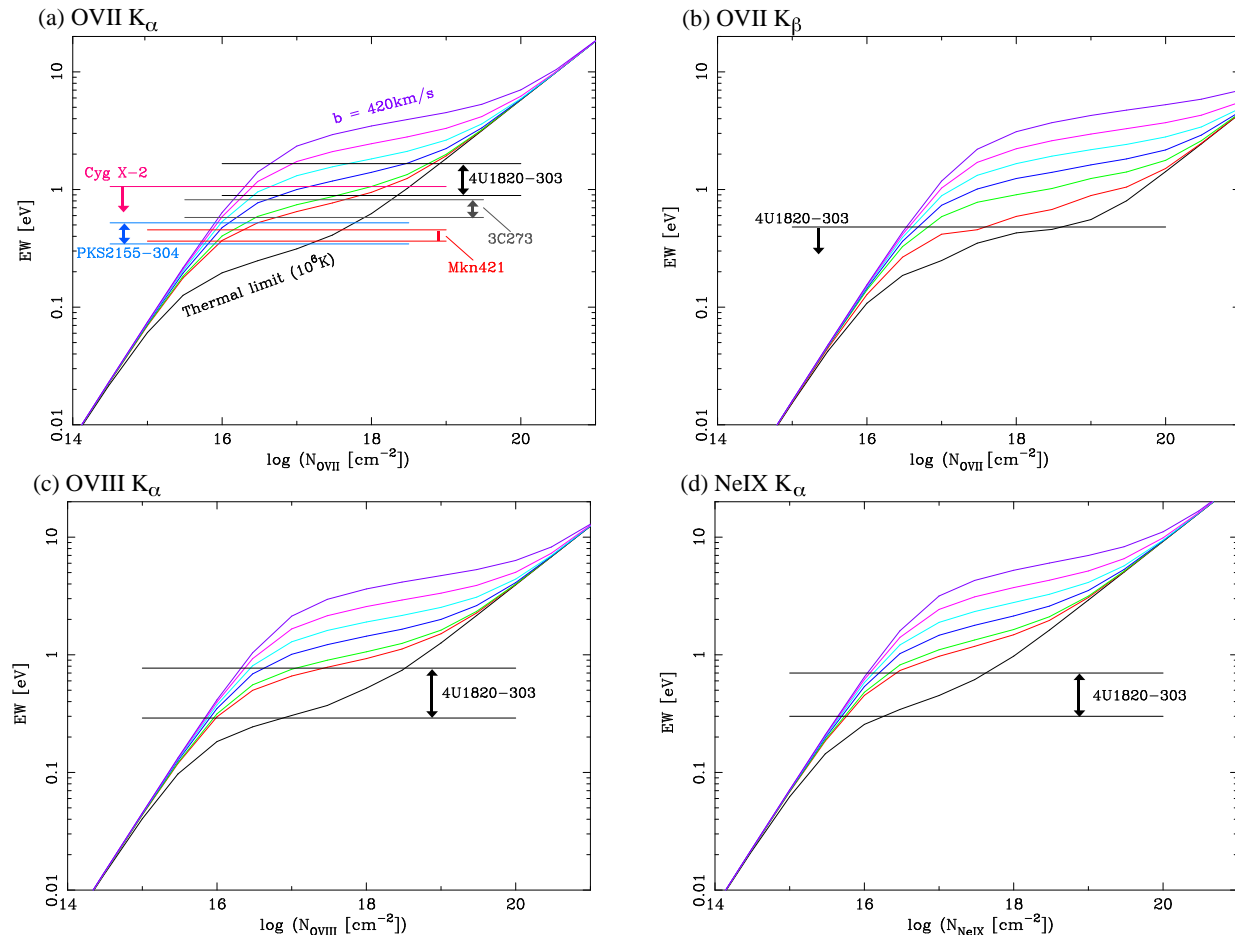 (a) OVII Kα
EW [eV]
10
1
0.1
0.01
b = 420km/s
Cyg X-2
4U1820-303
3C273
PKS2155-304
Mkn421
Thermal limit (10⁶K)
14 16 18 20
log (N_OVII [cm⁻²])
(b) OVII Kβ
EW [eV]
10
1
0.1
0.01
4U1820-303
14 16 18 20
log (N_OVII [cm⁻²])
(c) OVIII Kα
EW [eV]
10
1
0.1
0.01
4U1820-303
14 16 18 20
log (N_OVIII [cm⁻²])
(d) NeIX Kα
EW [eV]
10
1
0.1
0.01
4U1820-303
14 16 18 20
log (N_NeIX [cm⁻²])